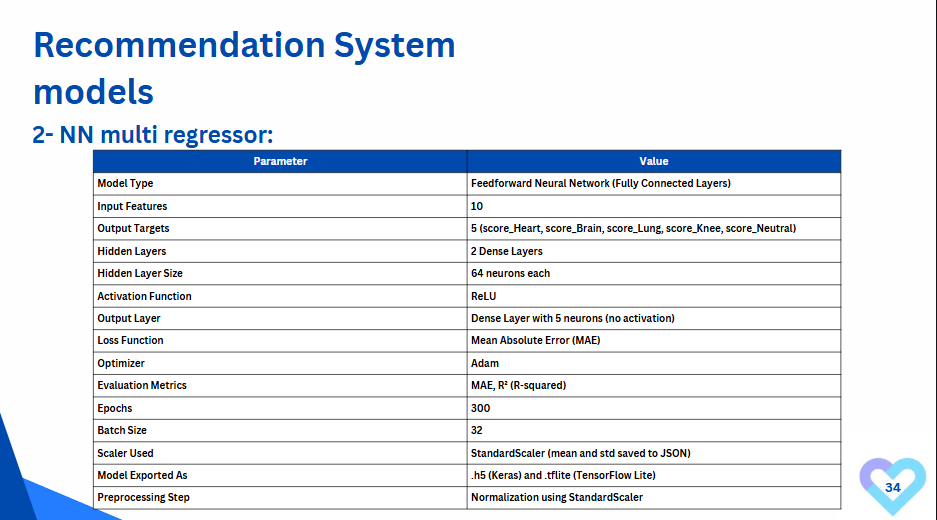 Recommendation System
models
2- NN multi regressor:
Parameter Value
Model Type Feedforward Neural Network (Fully Connected Layers)
Input Features 10
Output Targets 5 (score_Heart, score_Brain, score_Lung, score_Knee, score_Neutral)
Hidden Layers 2 Dense Layers
Hidden Layer Size 64 neurons each
Activation Function ReLU
Output Layer Dense Layer with 5 neurons (no activation)
Loss Function Mean Absolute Error (MAE)
Optimizer Adam
Evaluation Metrics MAE, R² (R-squared)
Epochs 300
Batch Size 32
Scaler Used StandardScaler (mean and std saved to JSON)
Model Exported As .h5 (Keras) and .tflite (TensorFlow Lite)
Preprocessing Step Normalization using StandardScaler
34